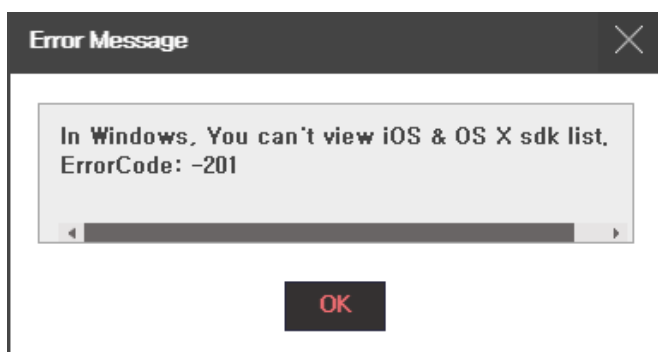 Error Message
In Windows, You can't view iOS & OS X sdk list,
ErrorCode: -201
OK